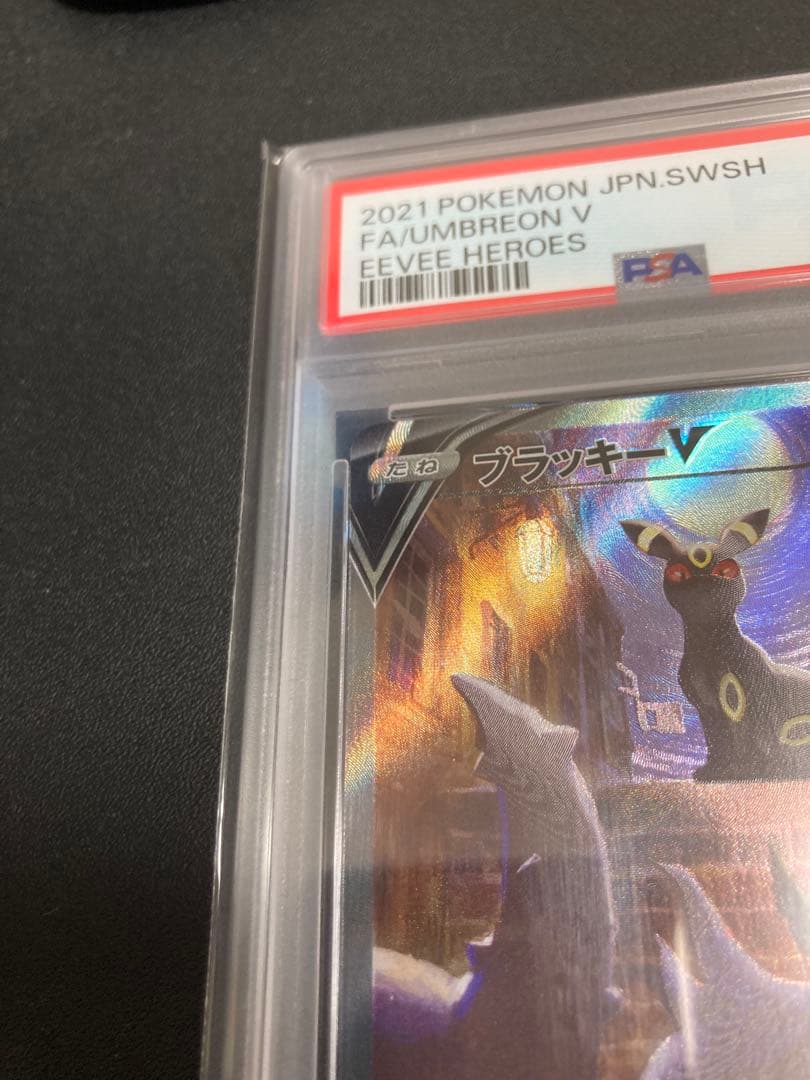 2021 POKEMON JPN.SWSH
FA/UMBREON V
EEVEE HEROES
PSA
たね ブラッキーV